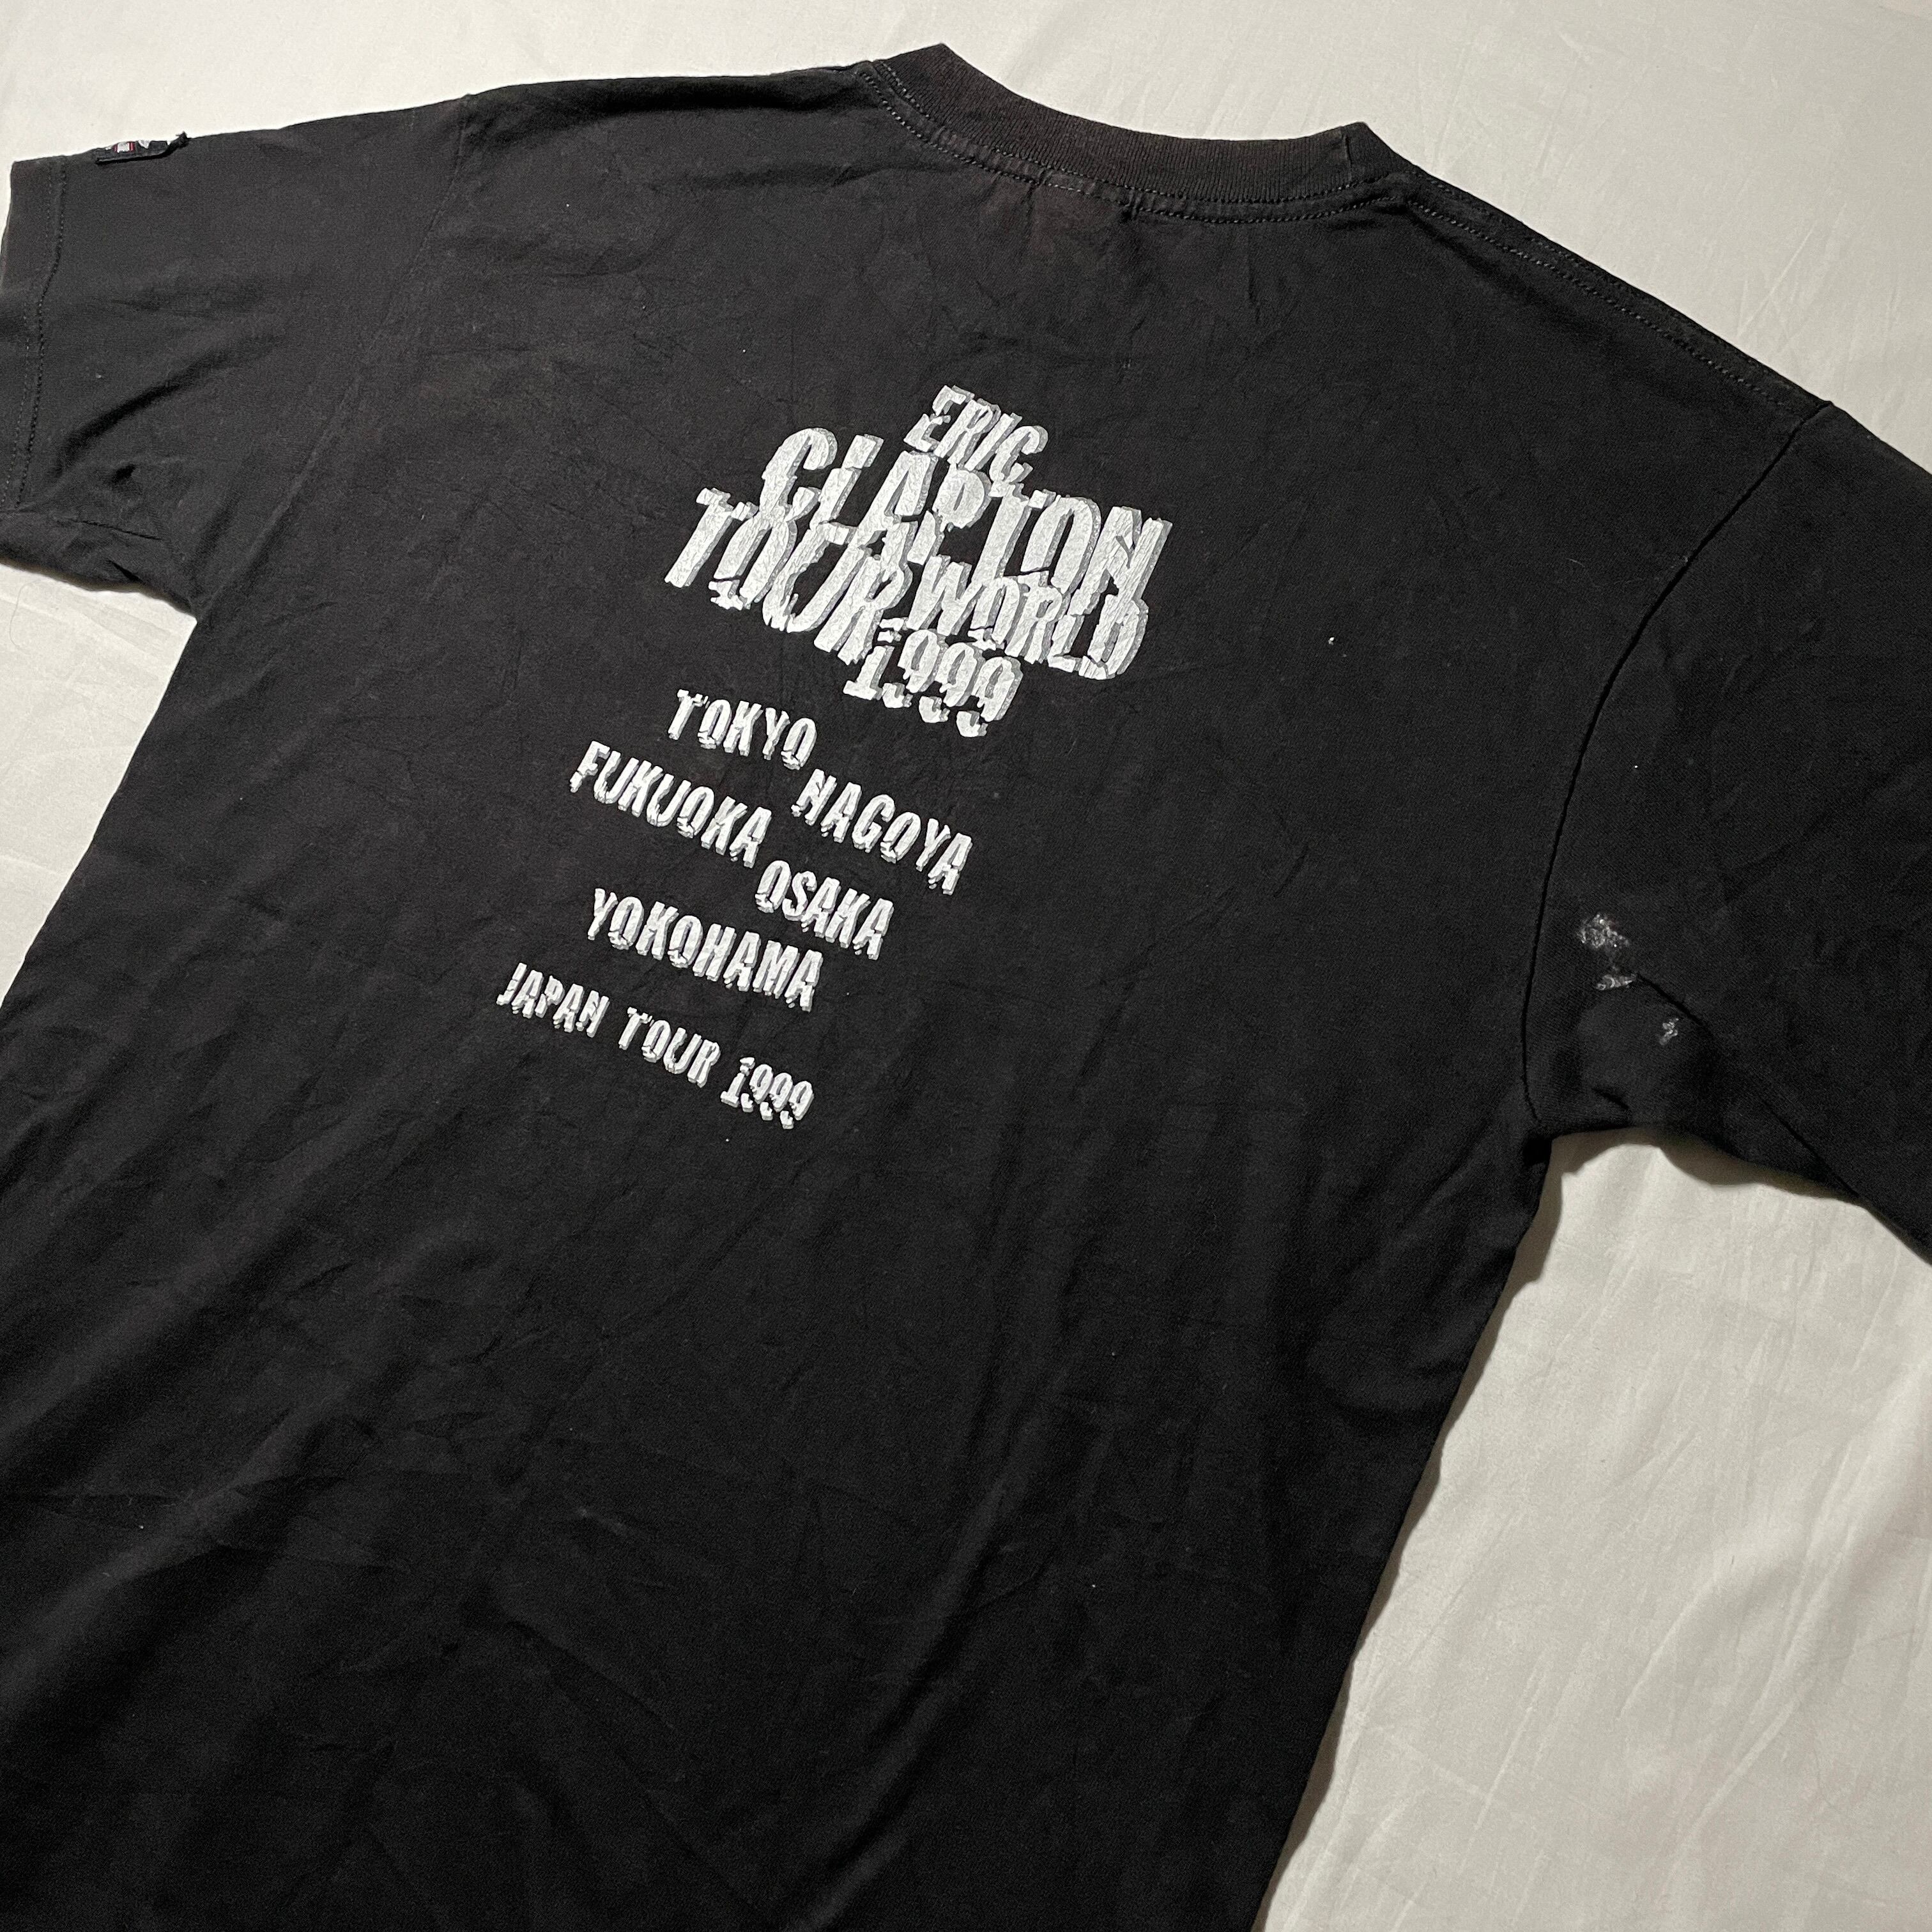 ERIC
CLAPTON
WORLD
TOUR
1999
TOKYO
NAGOYA
FUKUOKA
OSAKA
YOKOHAMA
JAPAN TOUR 1999